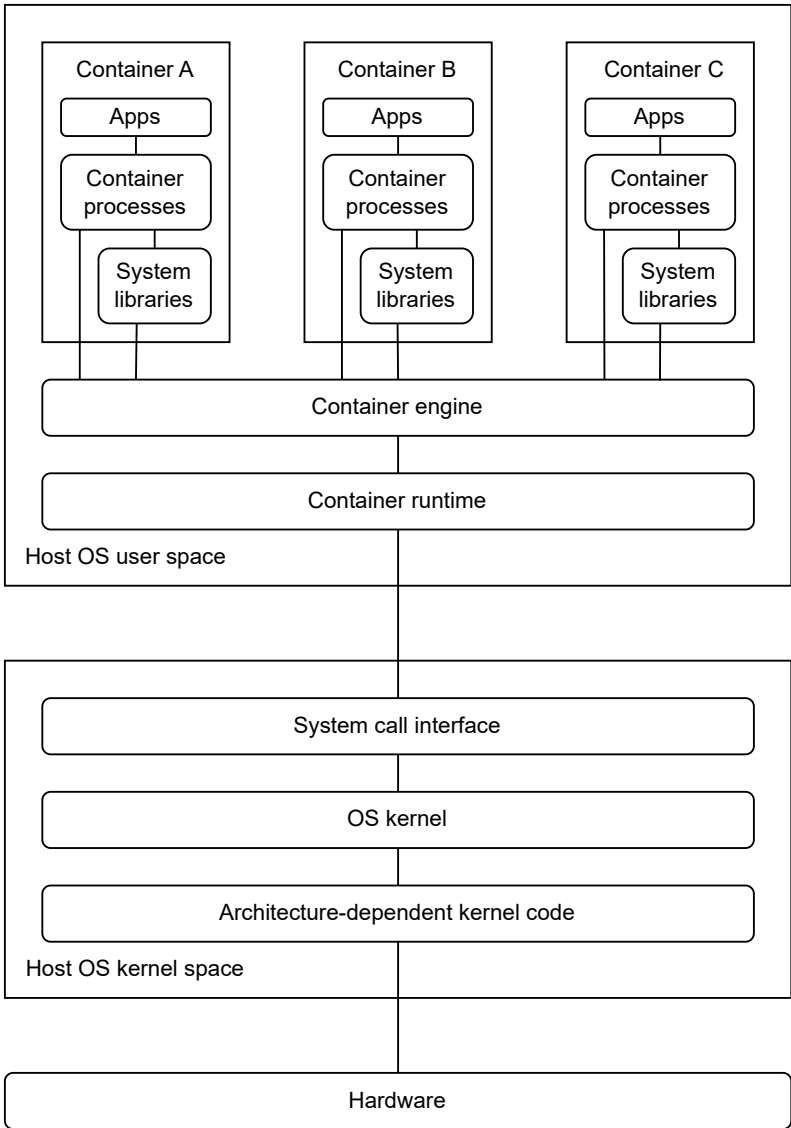 Container A
Apps
Container
processes
System
libraries
Container B
Apps
Container
processes
System
libraries
Container C
Apps
Container
processes
System
libraries
Container engine
Container runtime
Host OS user space
System call interface
OS kernel
Architecture-dependent kernel code
Host OS kernel space
Hardware